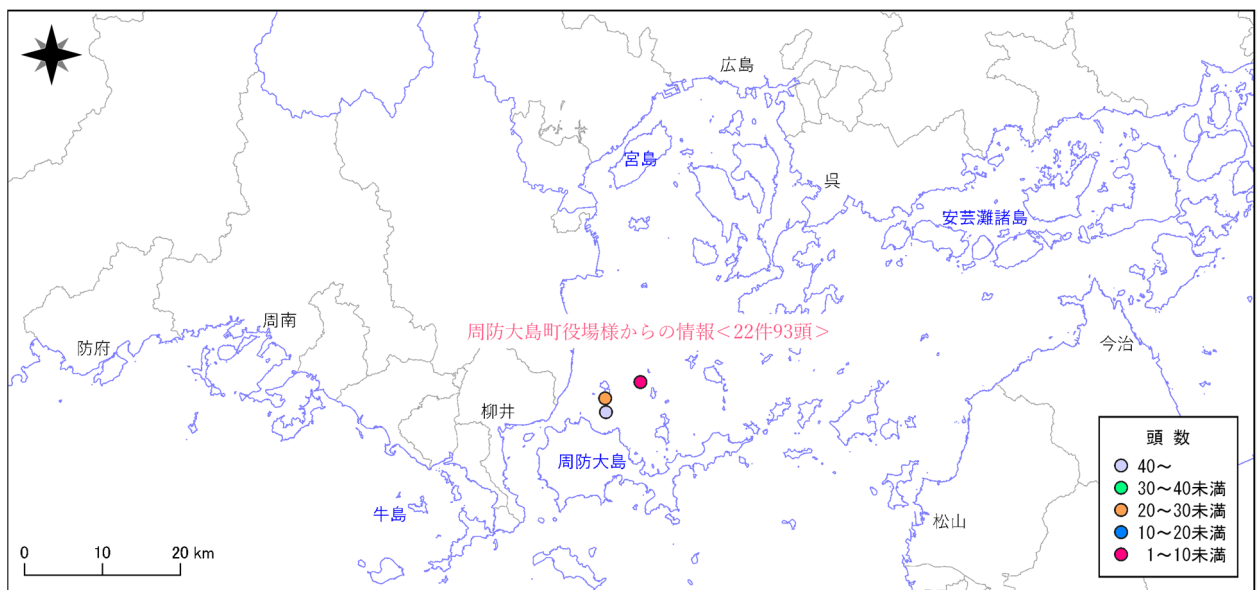 広島
宮島
呉
安芸灘諸島
周南
周防大島町役場様からの情報＜22件93頭＞
防府
今治
柳井
周防大島
牛島
松山
0 10 20 km
頭 数
40～
30～40未満
20～30未満
10～20未満
1～10未満